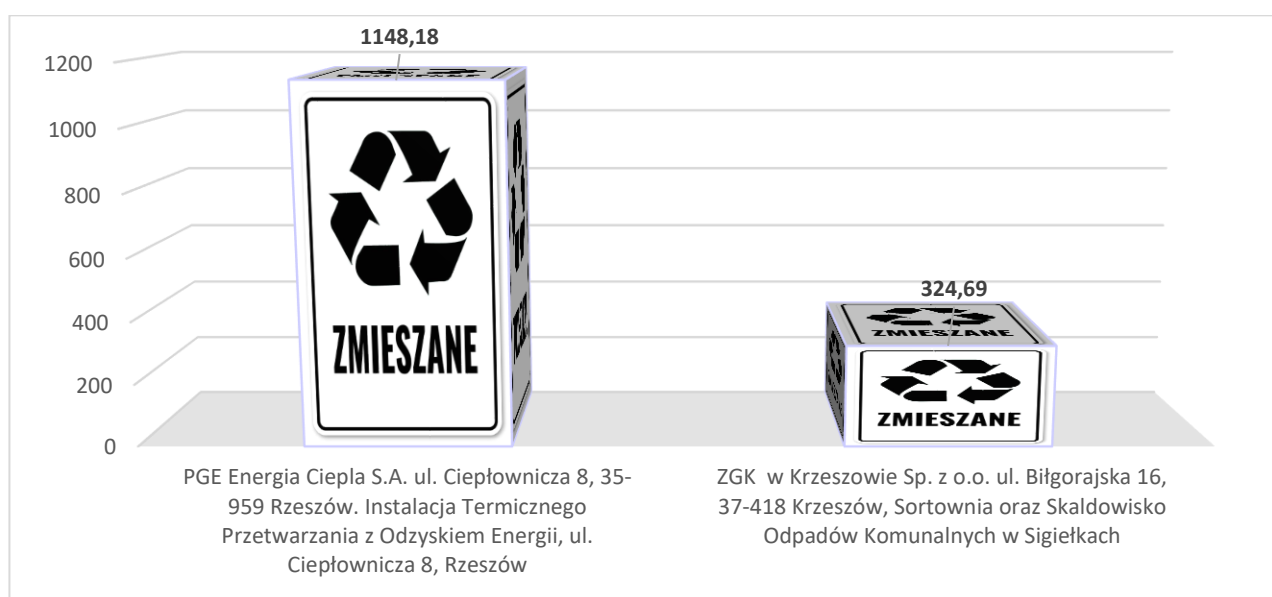 1148,18
1200
1000
800
600
400
200
0
324,69
ZMIESZANE
ZMIESZANE
ZMIESZANE
PGE Energia Ciepla S.A. ul. Ciepłownicza 8, 35-
959 Rzeszów. Instalacja Termicznego
Przetwarzania z Odzyskiem Energii, ul.
Ciepłownicza 8, Rzeszów
ZGK w Krzeszowie Sp. z o.o. ul. Biłgorajska 16,
37-418 Krzeszów, Sortownia oraz Skaldowisko
Odpadów Komunalnych w Sigiełkach